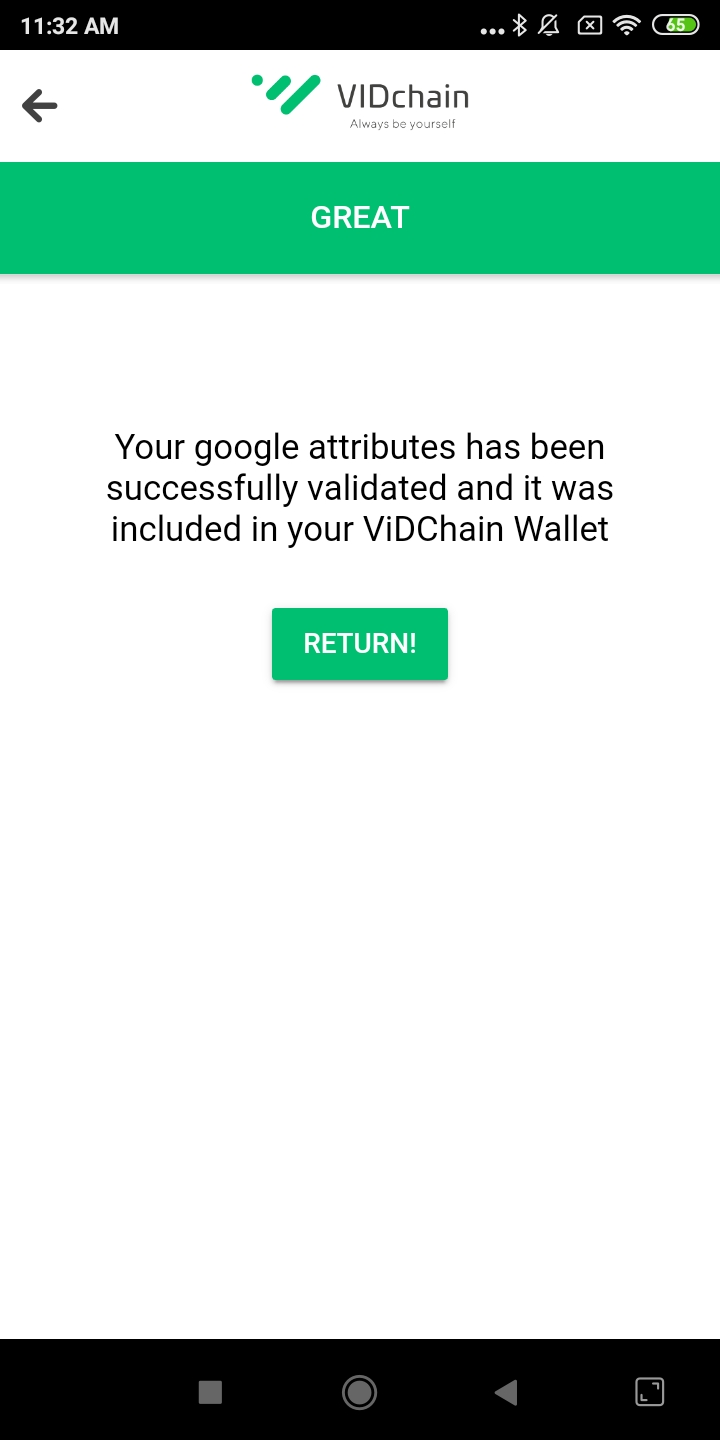 11:32 AM
65
VIDchain
Always be yourself
GREAT
Your google attributes has been
successfully validated and it was
included in your ViDChain Wallet
RETURN!